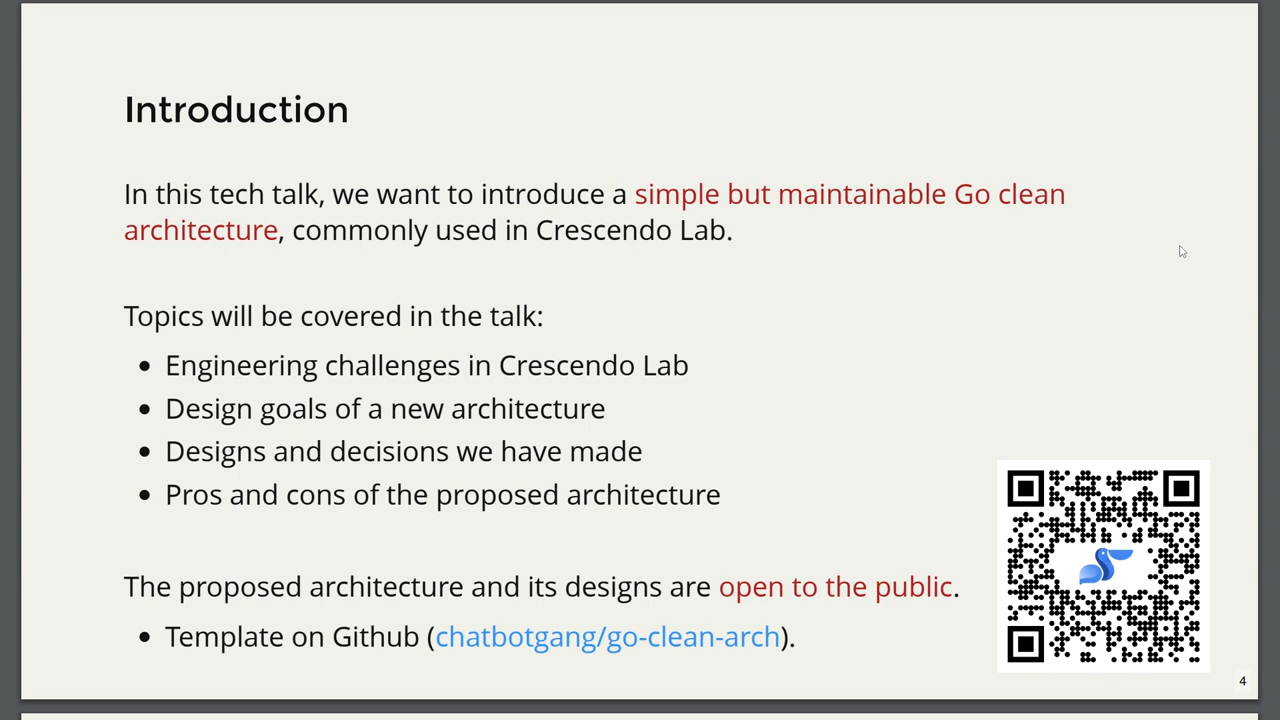 Introduction
In this tech talk, we want to introduce a simple but maintainable Go clean
architecture, commonly used in Crescendo Lab.
Topics will be covered in the talk:
• Engineering challenges in Crescendo Lab
• Design goals of a new architecture
• Designs and decisions we have made
• Pros and cons of the proposed architecture
The proposed architecture and its designs are open to the public.
• Template on Github (chatbotgang/go-clean-arch).
4